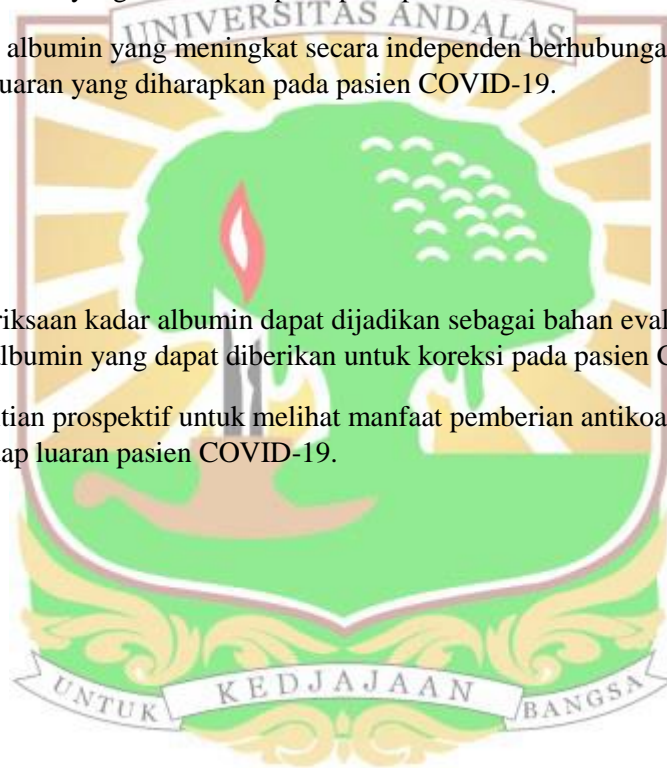 UNIVERSITAS ANDALAS
albumin yang meningkat secara independen berhubunga
uaran yang diharapkan pada pasien COVID-19.
riksaan kadar albumin dapat dijadikan sebagai bahan eval
lbumin yang dapat diberikan untuk koreksi pada pasien C
tian prospektif untuk melihat manfaat pemberian antikoa
ap luaran pasien COVID-19.
UNTUK KEDJAJAAN BANGSA